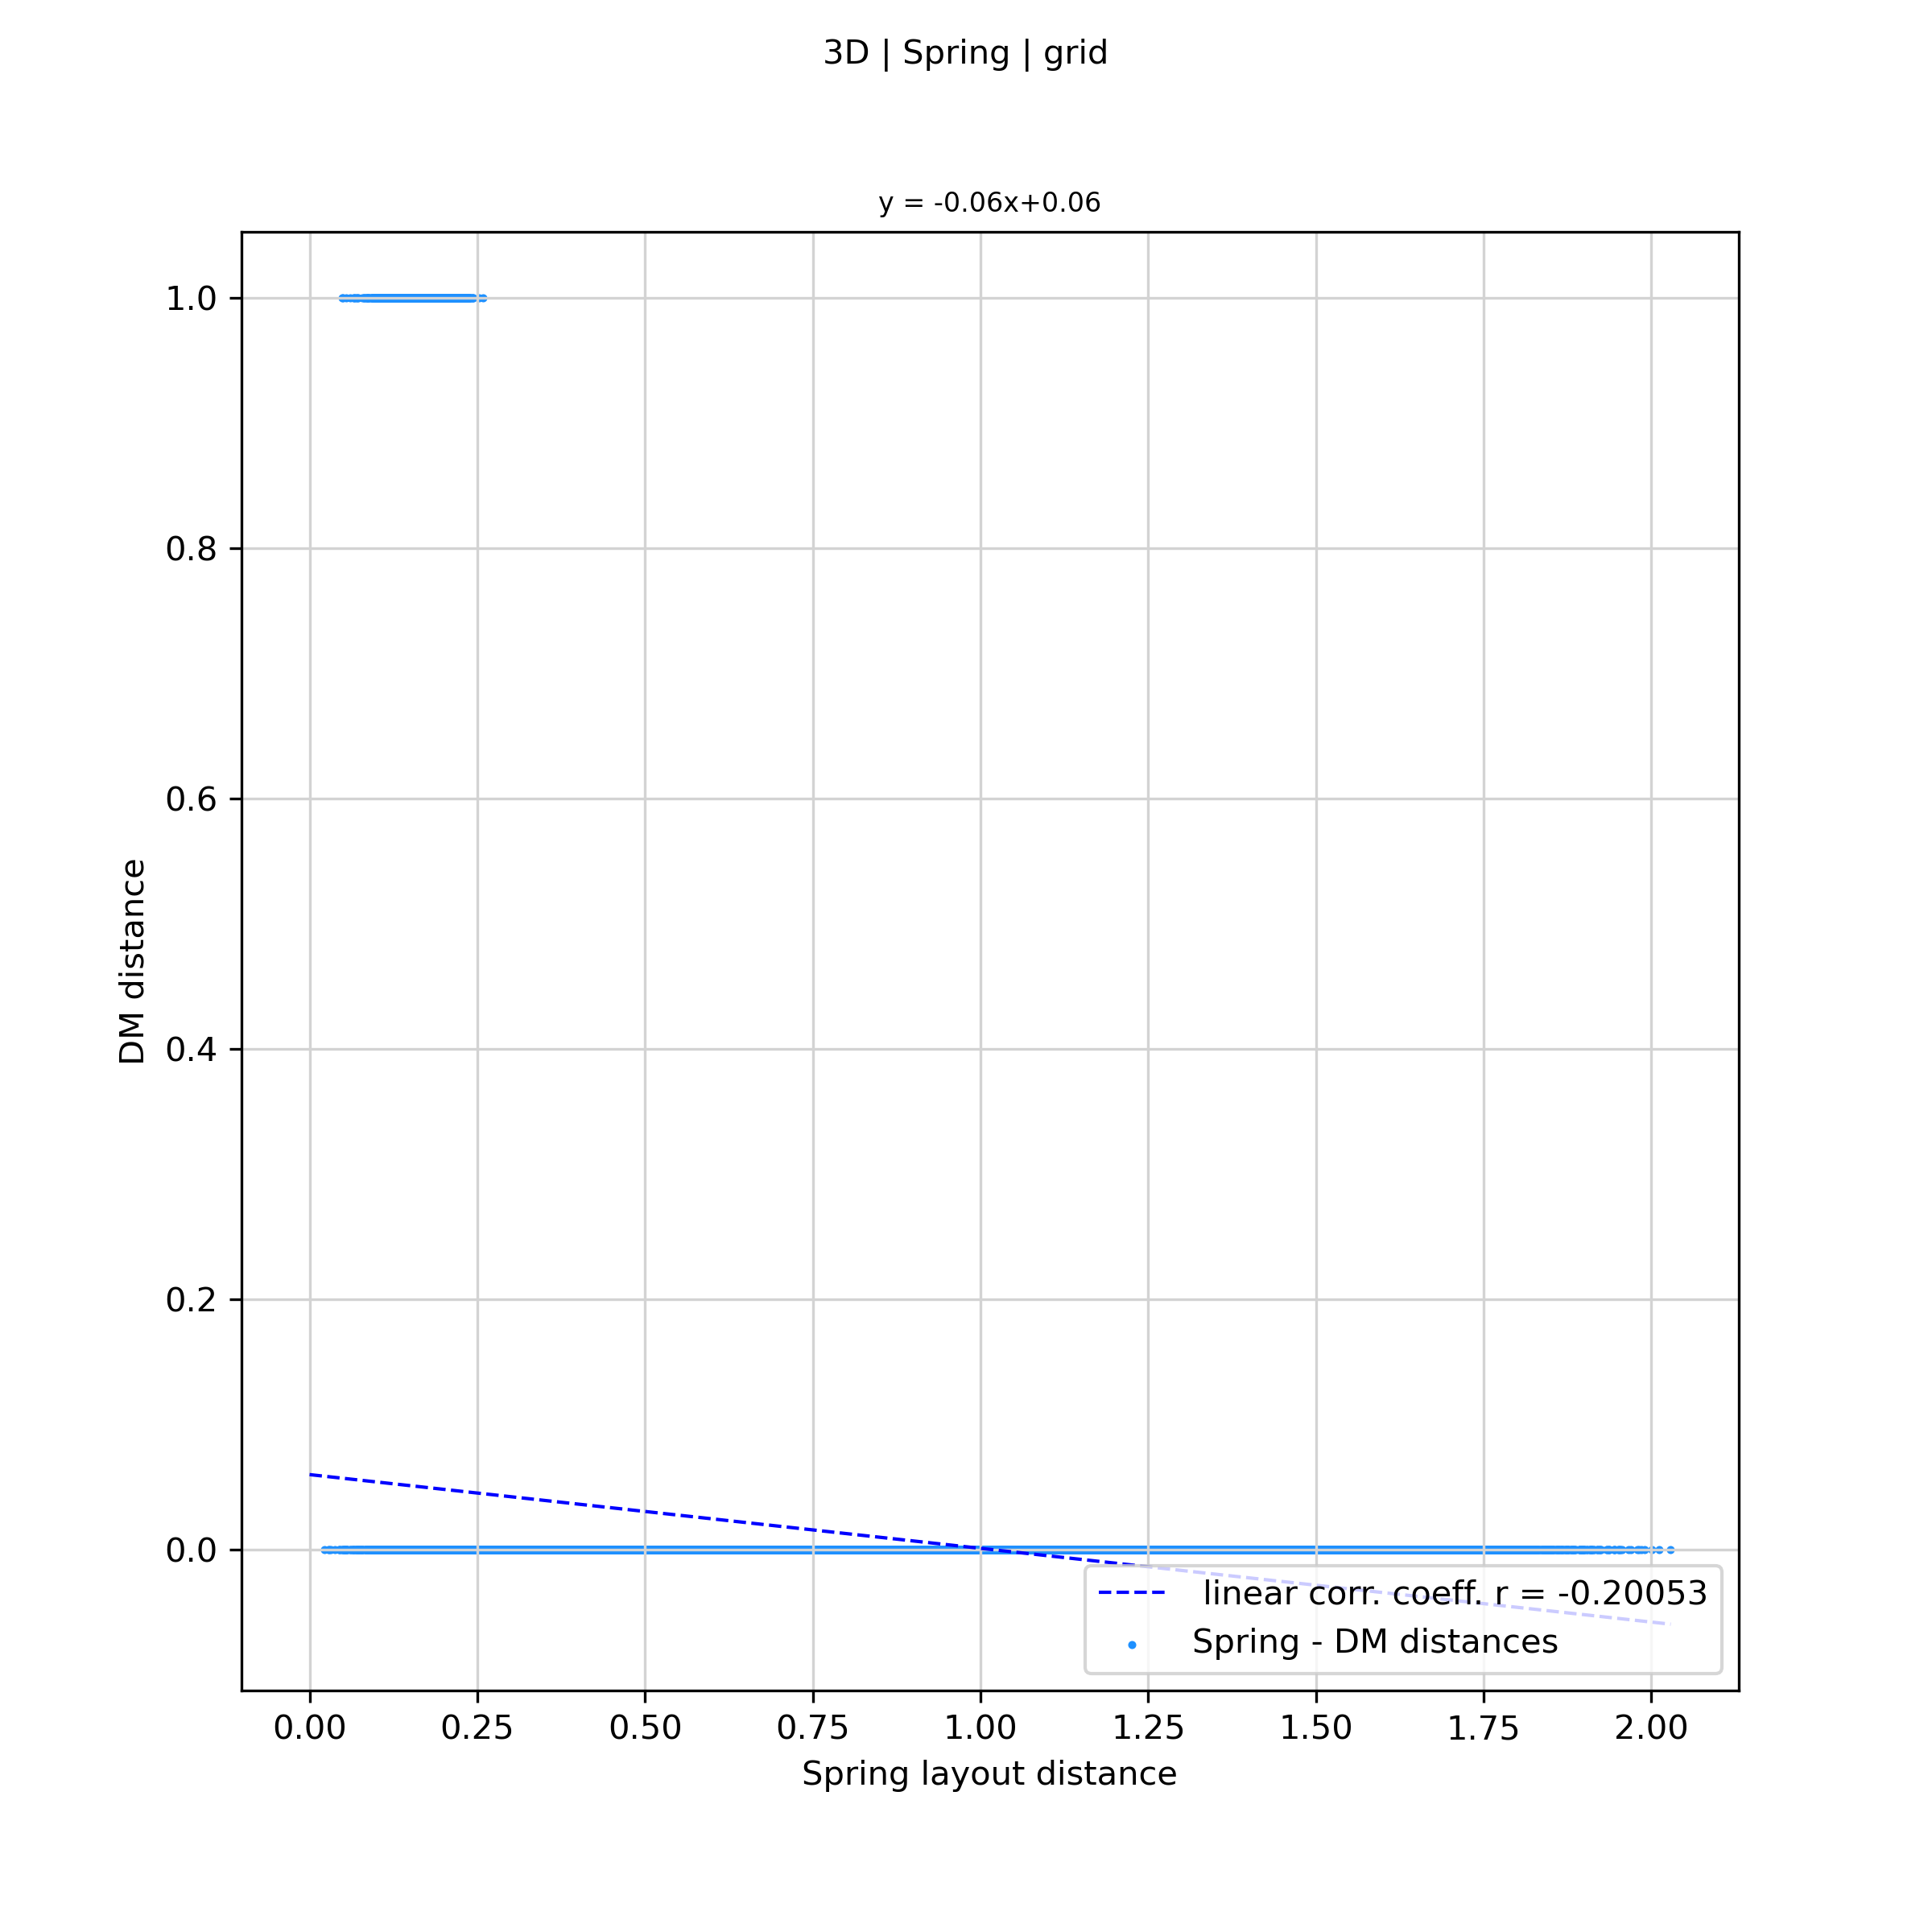 3D | Spring | grid
y = -0.06x+0.06
1.0
0.8
0.6
0.4
0.2
0.0
DM distance
linear corr. coeff. r = -0.20053
Spring - DM distances
0.00 0.25 0.50 0.75 1.00 1.25 1.50 1.75 2.00
Spring layout distance